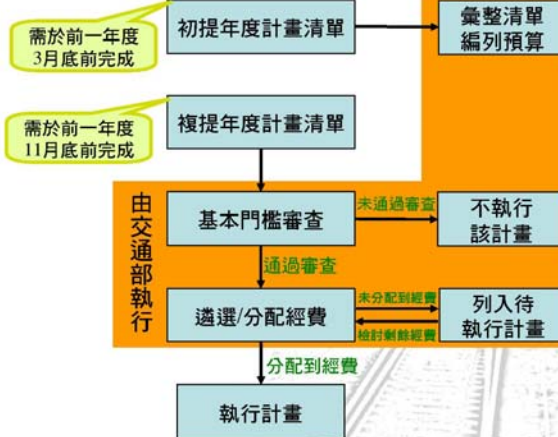 需於前一年度
3月底前完成
初提年度計畫清單
彙整清單
編列預算
需於前一年度
11月底前完成
複提年度計畫清單
由交通部執行
基本門檻審查
未通過審查
不執行
該計畫
通過審查
遴選/分配經費
未分配到經費
檢討剩餘經費
列入待
執行計畫
分配到經費
執行計畫